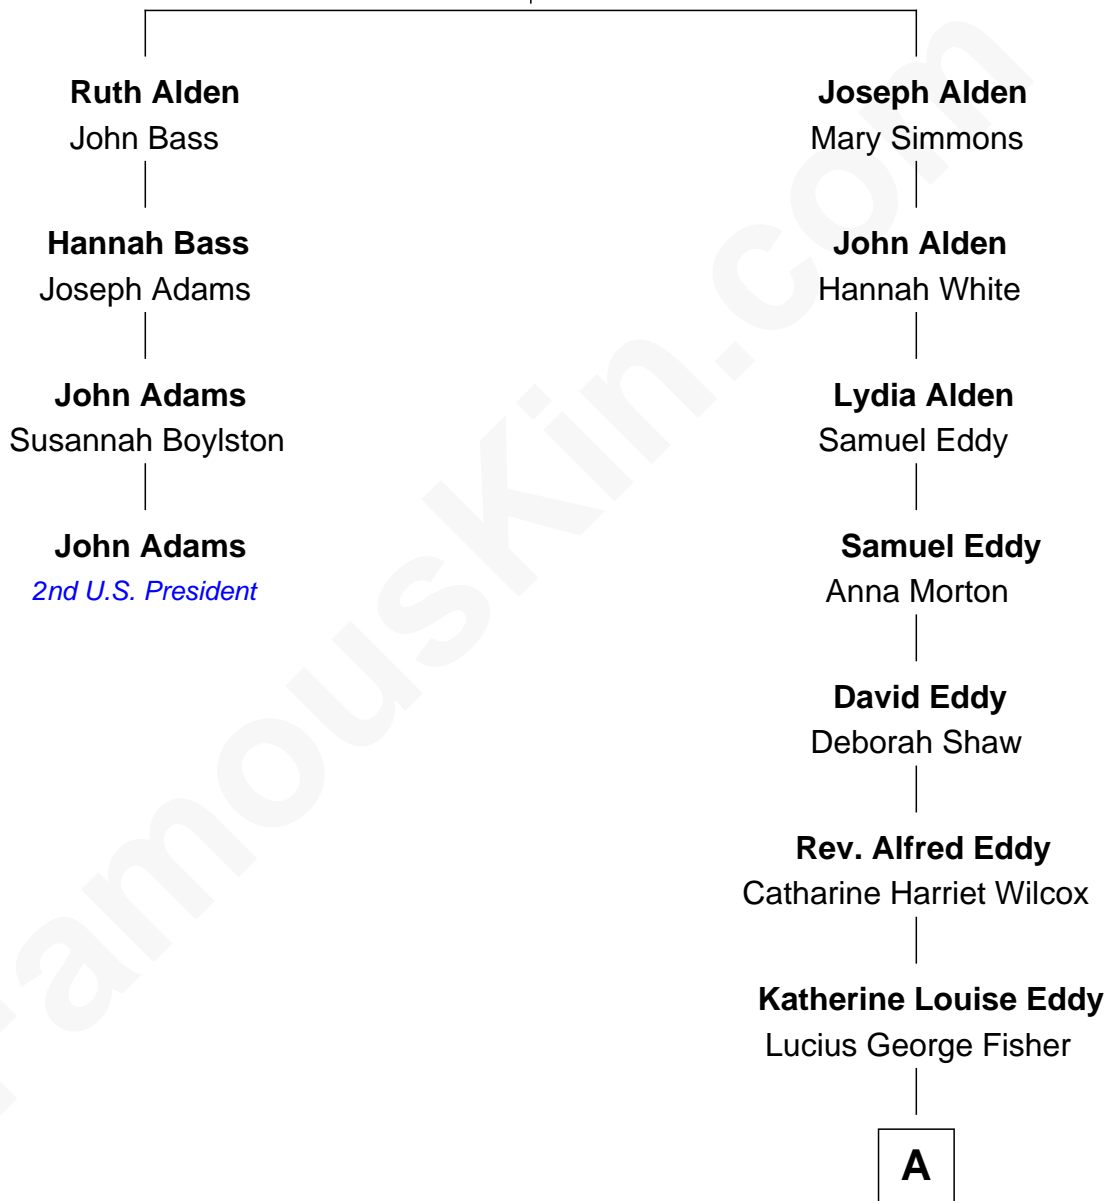 Ruth Alden
John Bass
Hannah Bass
Joseph Adams
John Adams
Susannah Boylston
John Adams
2nd U.S. President
Joseph Alden
Mary Simmons
John Alden
Hannah White
Lydia Alden
Samuel Eddy
Samuel Eddy
Anna Morton
David Eddy
Deborah Shaw
Rev. Alfred Eddy
Catharine Harriet Wilcox
Katherine Louise Eddy
Lucius George Fisher
A
FamousKin.com